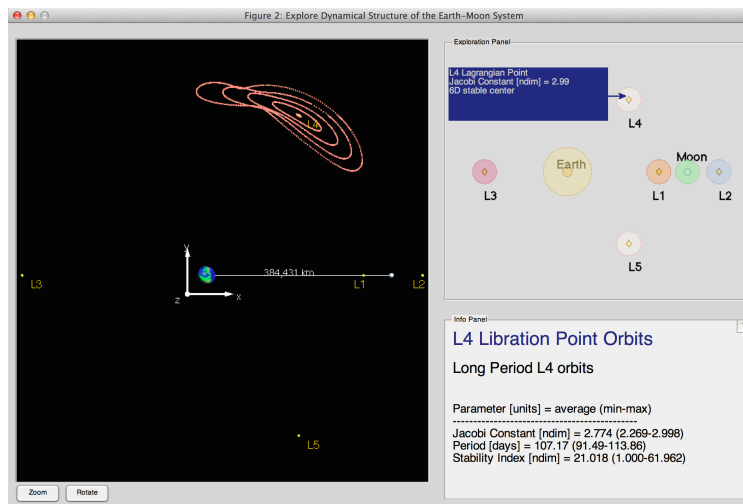 Figure 2: Explore Dynamical Structure of the Earth-Moon System
L4
y
384,431 km
L3
L1
L2
z
x
L5
Zoom
Rotate
Exploration Panel
L4 Lagrangian Point
Jacobi Constant [ndim] = 2.99
6D stable center
L4
Earth
Moon
L3
L1
L2
L5
Info Panel
L4 Libration Point Orbits
Long Period L4 orbits
Parameter [units] = average (min-max)
--------------------------------------------
Jacobi Constant [ndim] = 2.774 (2.269-2.998)
Period [days] = 107.17 (91.49-113.86)
Stability Index [ndim] = 21.018 (1.000-61.962)